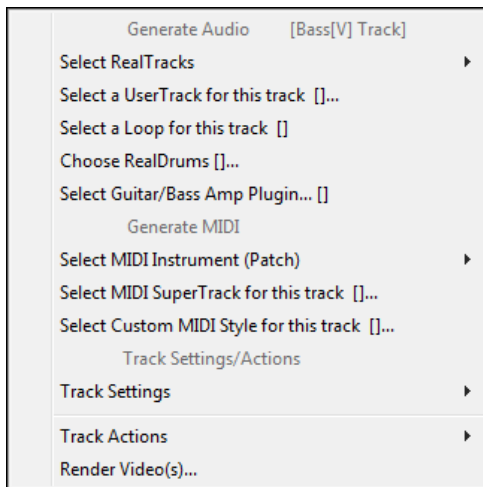 Generate Audio [Bass[V] Track]
Select RealTracks
Select a UserTrack for this track []...
Select a Loop for this track []
Choose RealDrums []...
Select Guitar/Bass Amp Plugin... []
Generate MIDI
Select MIDI Instrument (Patch)
Select MIDI SuperTrack for this track []...
Select Custom MIDI Style for this track []...
Track Settings/Actions
Track Settings
Track Actions
Render Video(s)...